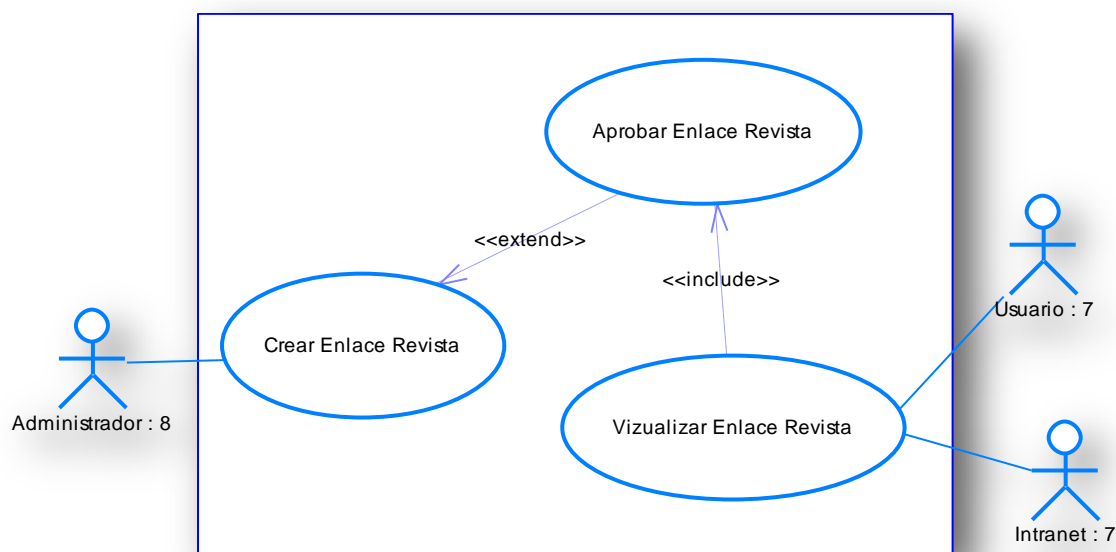 Aprobar Enlace Revista
<<extend>>
<<include>>
Usuario : 7
Crear Enlace Revista
Administrador : 8
Vizualizar Enlace Revista
Intranet : 7